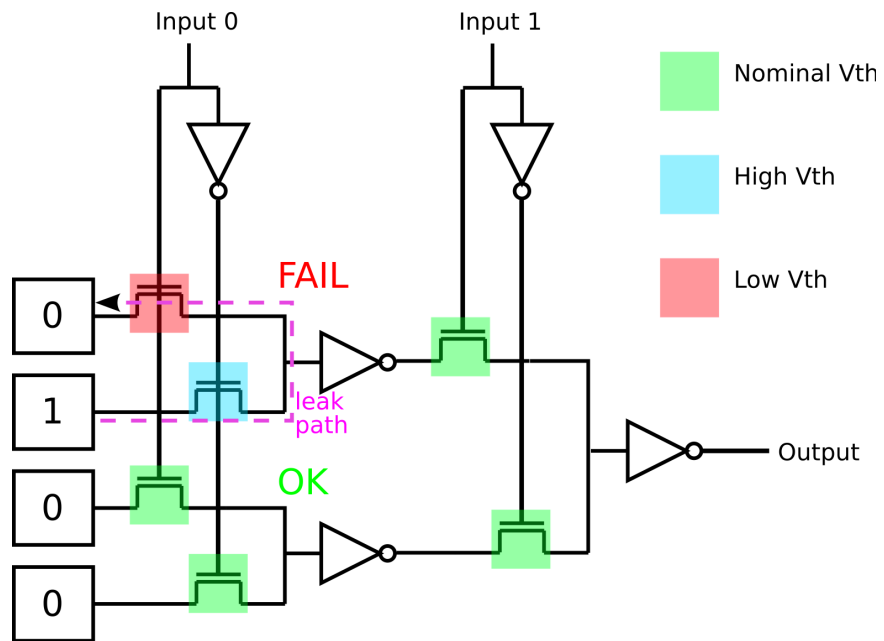 Input 0
Input 1
Nominal Vth
High Vth
Low Vth
FAIL
0
1
leak
path
OK
Output
0
0